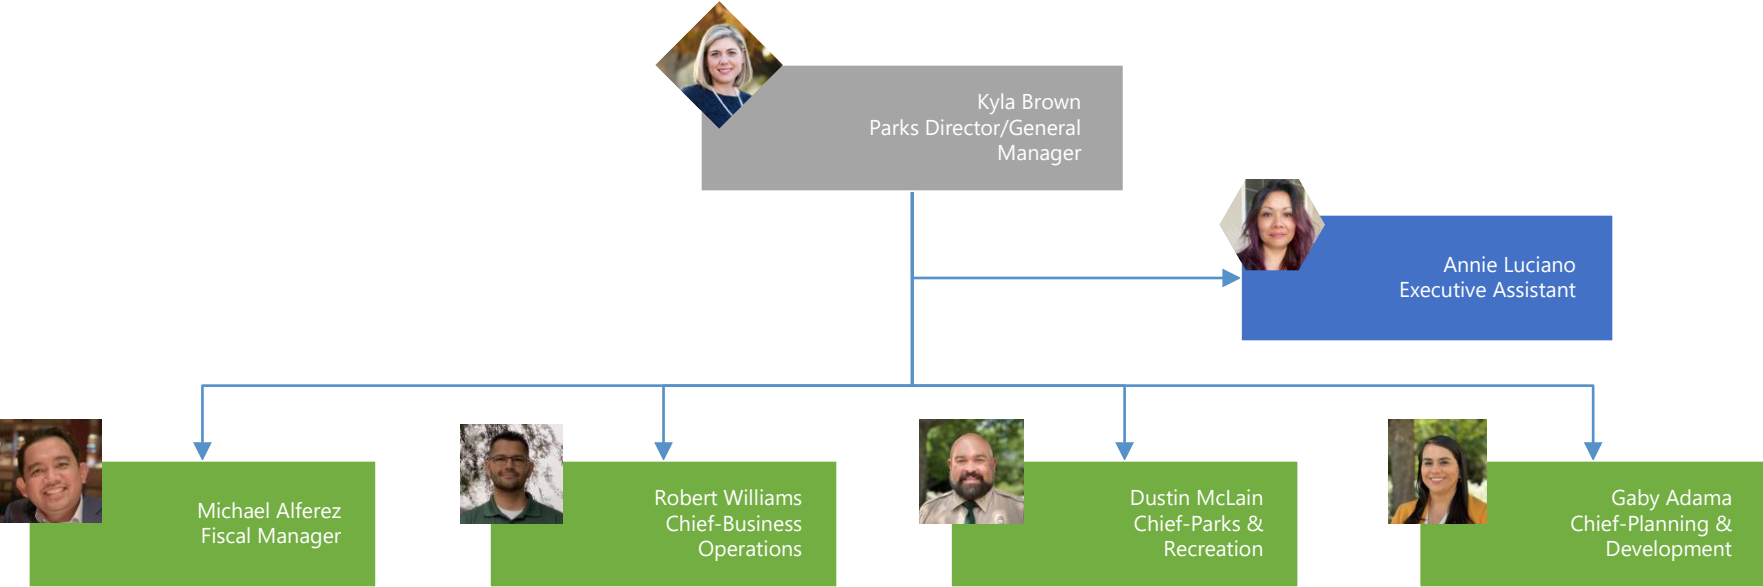 Kyla Brown
Parks Director/General
Manager
Annie Luciano
Executive Assistant
Michael Alferez
Fiscal Manager
Robert Williams
Chief-Business
Operations
Dustin McLain
Chief-Parks &
Recreation
Gaby Adama
Chief-Planning &
Development